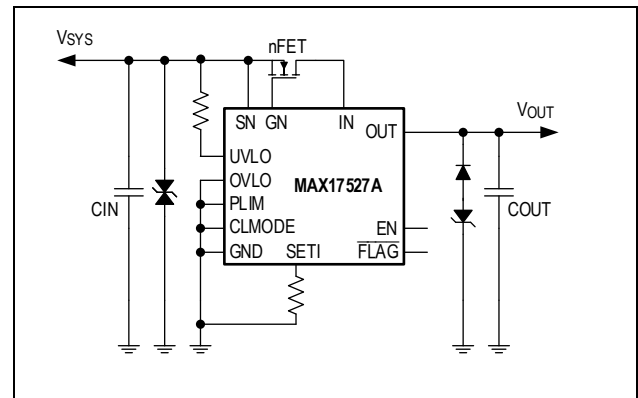 VSYS
nFET
SN GN IN
OUT
VOUT
UVLO
OVLO
MAX17527A
PLIM
CIN
COUT
CLMODE
EN
GND
SETI
FLAG